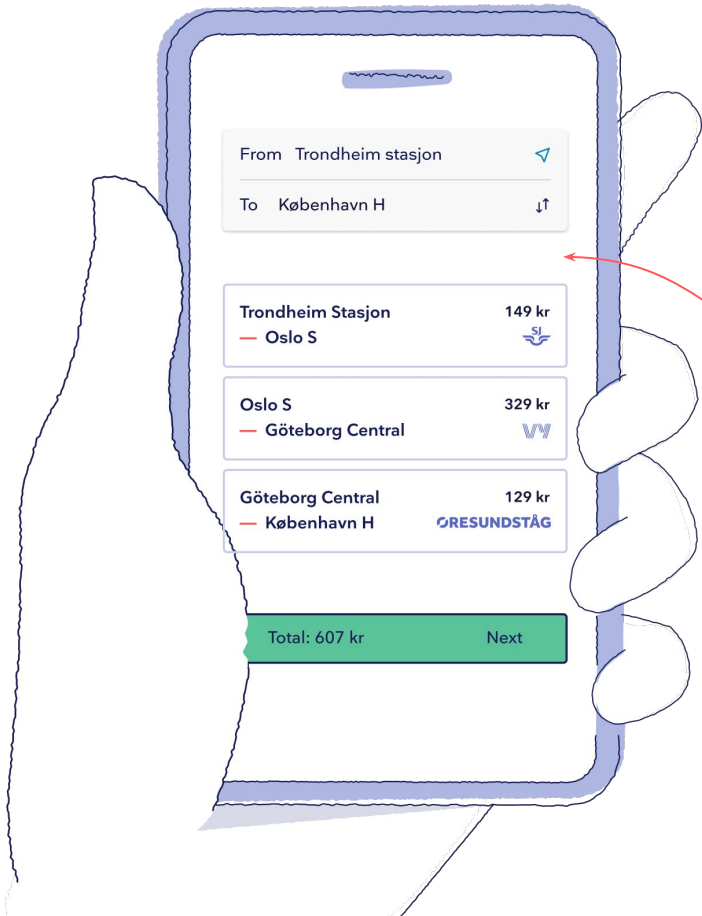 From Trondheim stasjon
To København H
Trondheim Stasjon 149 kr
— Oslo S SJ
Oslo S 329 kr
— Göteborg Central VY
Göteborg Central 129 kr
— København H ØRESUNDSTÅG
Total: 607 kr Next